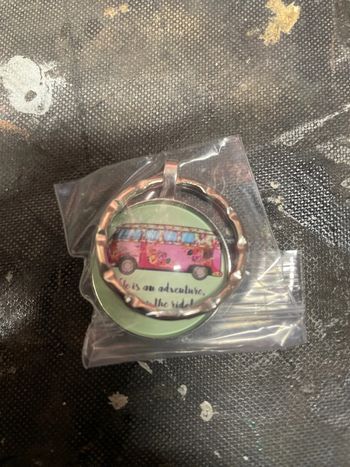 is an adventure,
the ride!